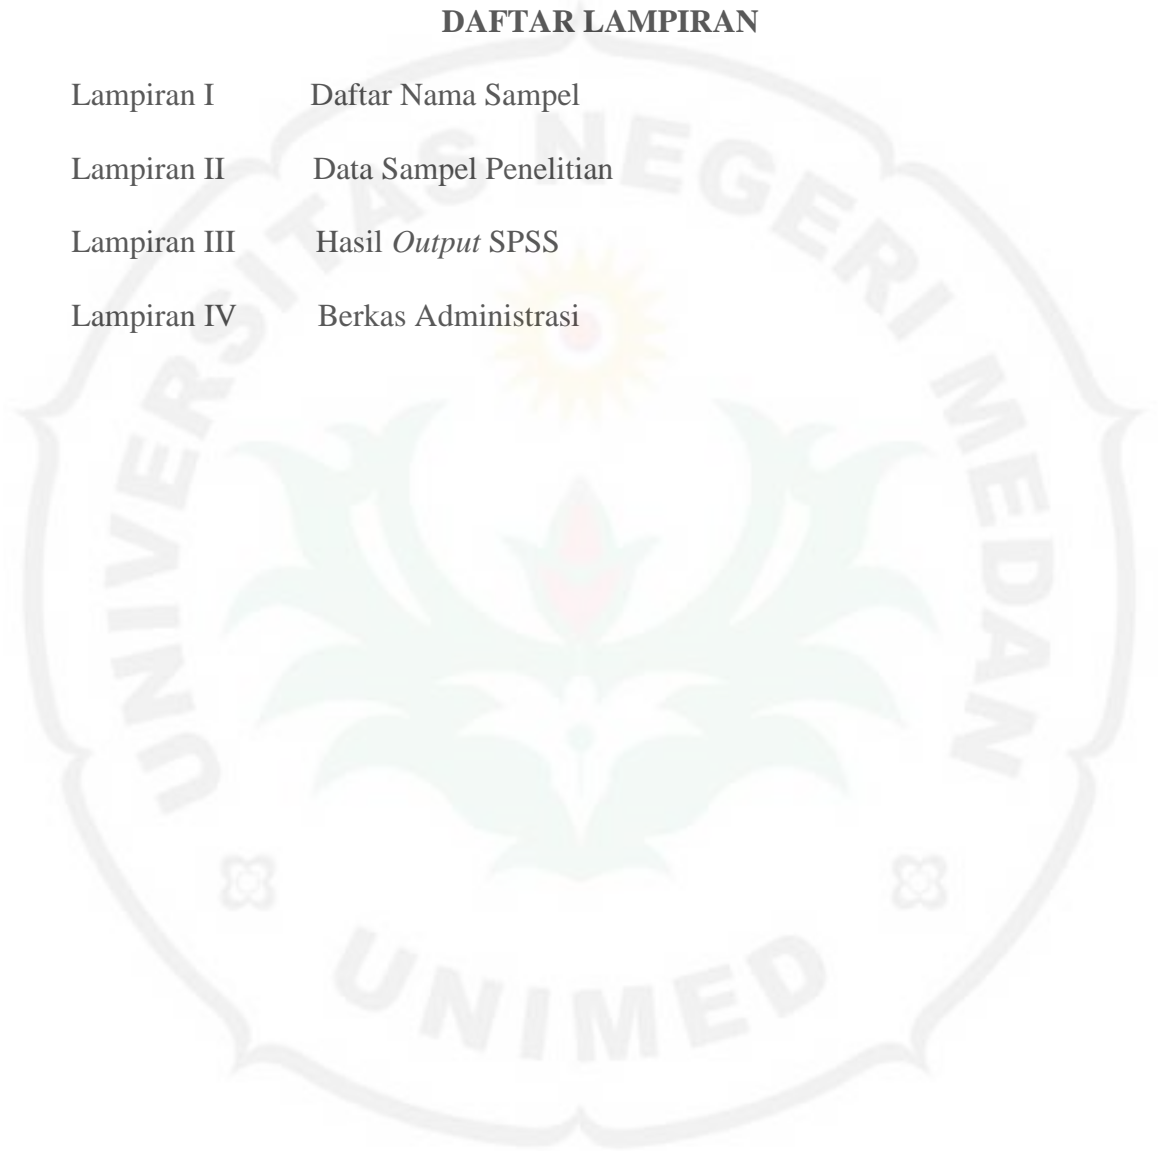 DAFTAR LAMPIRAN
Lampiran I Daftar Nama Sampel
Lampiran II Data Sampel Penelitian
Lampiran III Hasil Output SPSS
Lampiran IV Berkas Administrasi
UNIVERSITAS NEGERI MEDAN
UNIMED